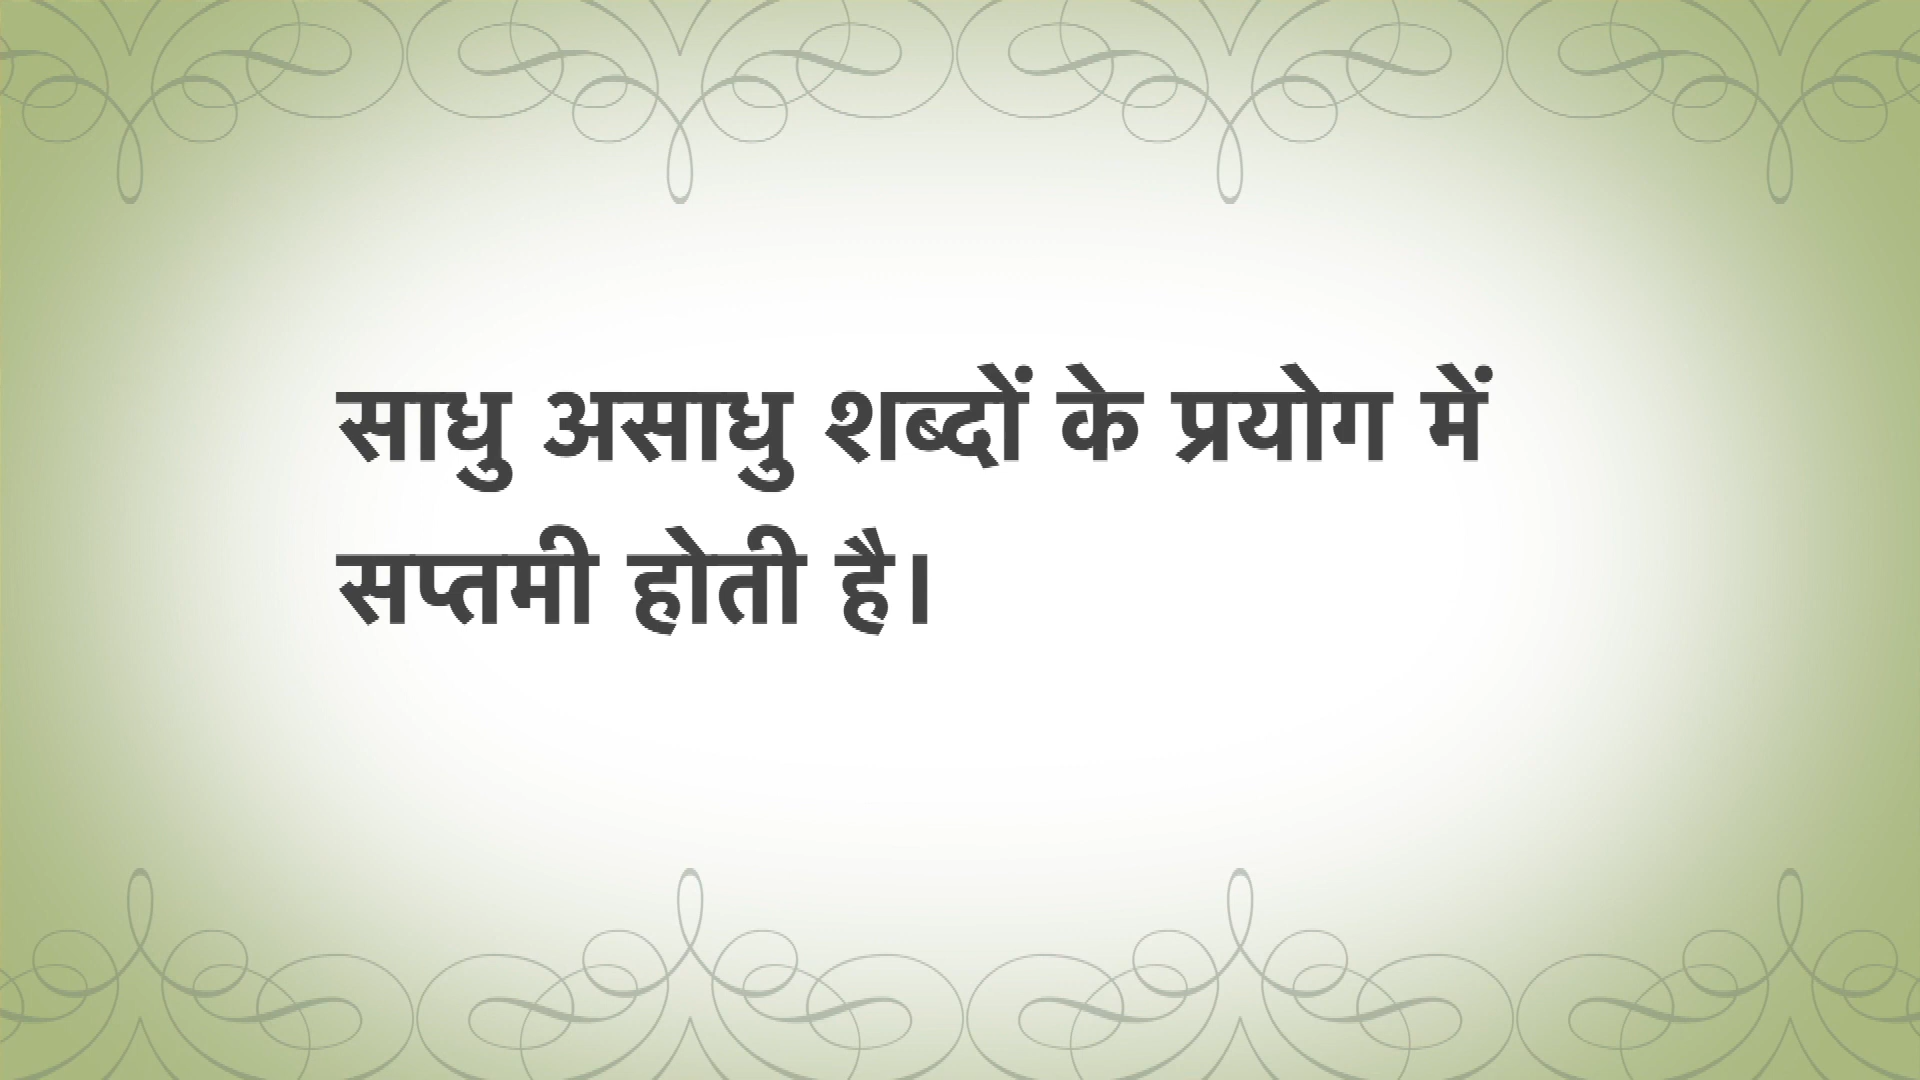 साधु असाधु शब्दों के प्रयोग में
सप्तमी होती है।